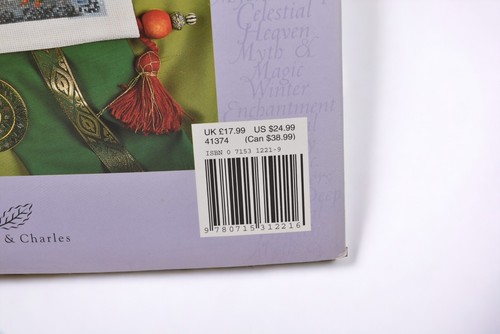 Celestial
Heaven
Myth &
Magic
Winter
Enchantment
UK £17.99 US $24.99
41374 (Can $38.99)
ISBN 0 7153 1221-9
9 780715 312216
& Charles